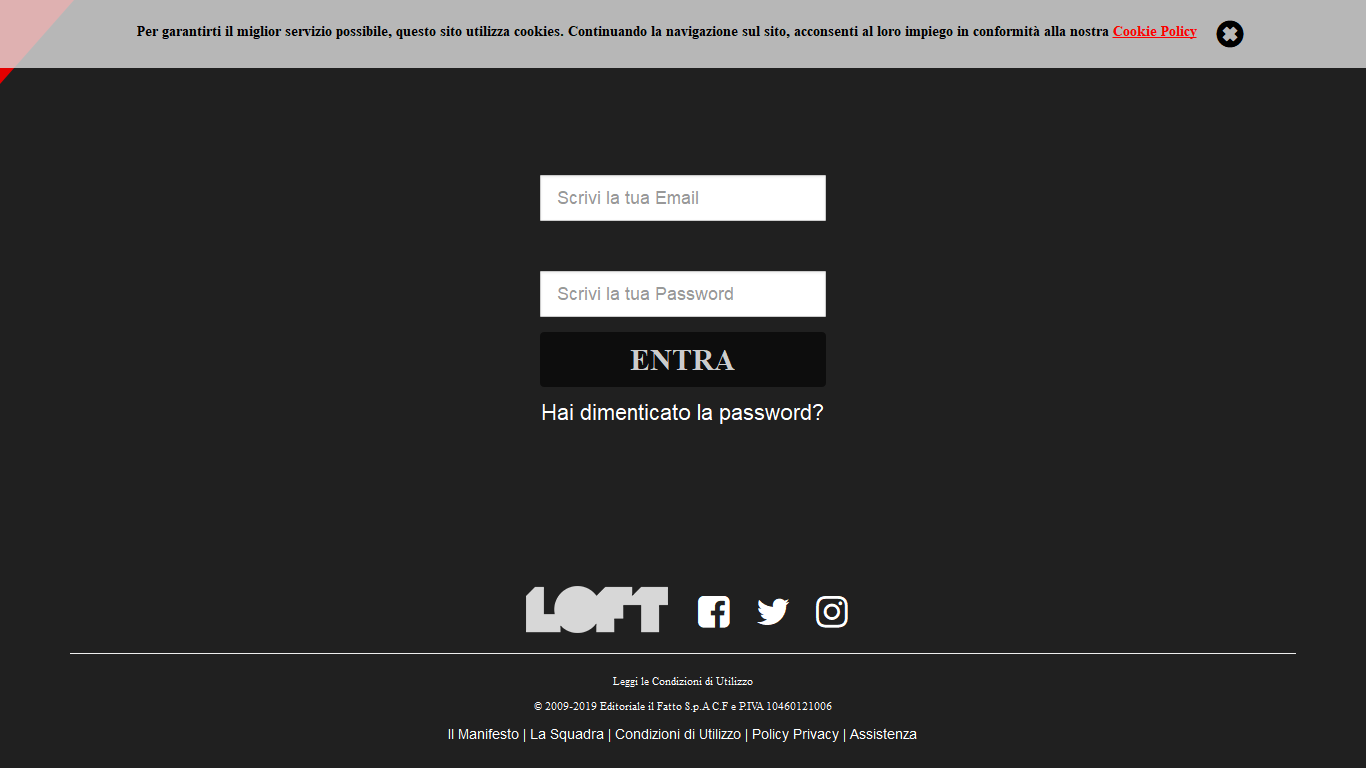 Per garantirti il miglior servizio possibile, questo sito utilizza cookies. Continuando la navigazione sul sito, acconsenti al loro impiego in conformità alla nostra Cookie Policy
Scrivi la tua Email
Scrivi la tua Password
ENTRA
Hai dimenticato la password?
LOFT
Leggi le Condizioni di Utilizzo
© 2009-2019 Editoriale il Fatto S.p.A C.F e P.IVA 10460121006
Il Manifesto | La Squadra | Condizioni di Utilizzo | Policy Privacy | Assistenza